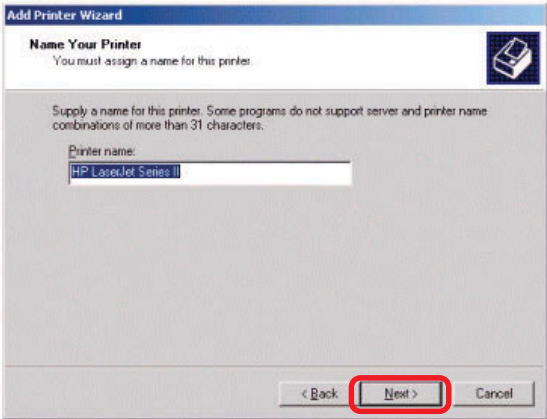 Add Printer Wizard
Name Your Printer
You must assign a name for this printer.
Supply a name for this printer. Some programs do not support server and printer name
combinations of more than 31 characters.
Printer name:
HP LaserJet Series II
< Back Next > Cancel